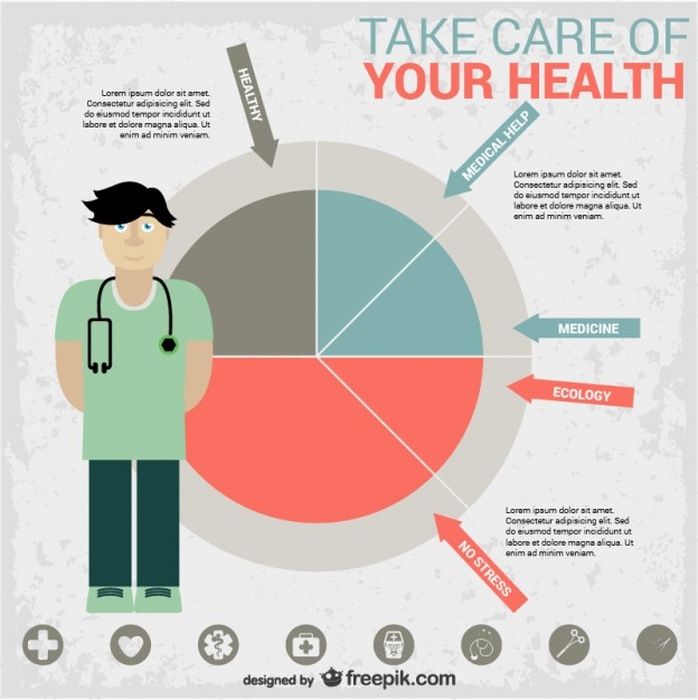 TAKE CARE OF
YOUR HEALTH
HEALTHY
Lorem ipsum dolor sit amet.
Consectetur adipisicing elit. Sed
do eiusmod tempor incididunt ut
labore et dolore magna aliqua. Ut
enim ad minim veniam.
MEDICAL HELP
Lorem ipsum dolor sit amet.
Consectetur adipisicing elit. Sed
do eiusmod tempor incididunt ut
labore et dolore magna aliqua. Ut
enim ad minim veniam.
MEDICINE
ECOLOGY
NO STRESS
Lorem ipsum dolor sit amet.
Consectetur adipisicing elit. Sed
do eiusmod tempor incididunt ut
labore et dolore magna aliqua. Ut
enim ad minim veniam.
designed by freepik.com